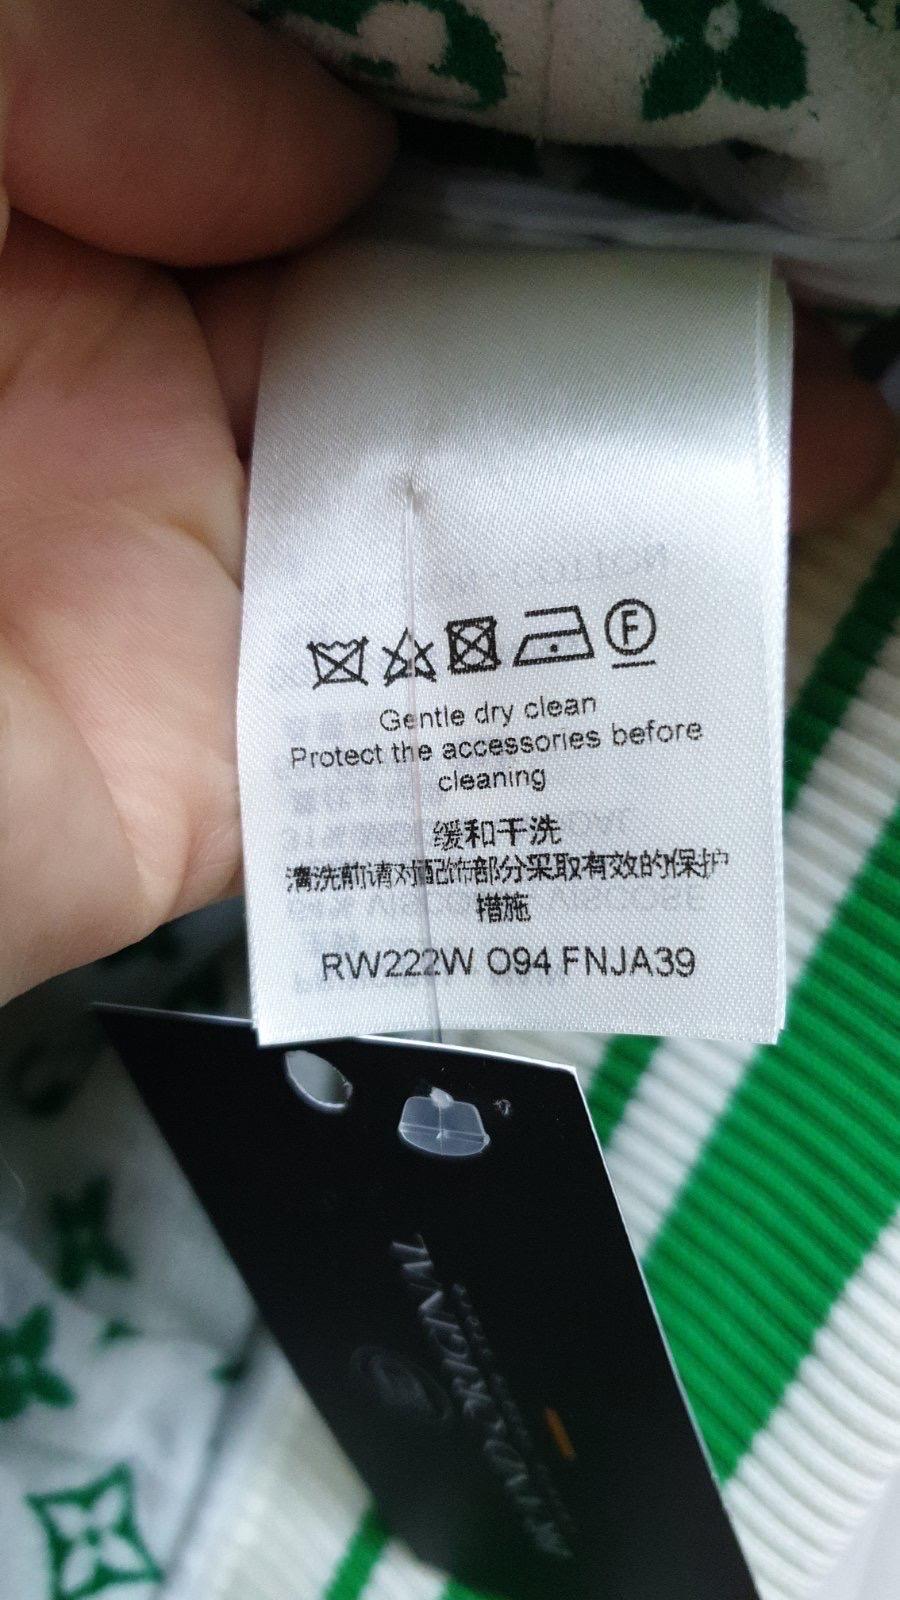 F
Gentle dry clean
Protect the accessories before
cleaning
缓和干洗
清洗前请对配饰部分采取有效的保护
措施
RW222W O94 FNJA39